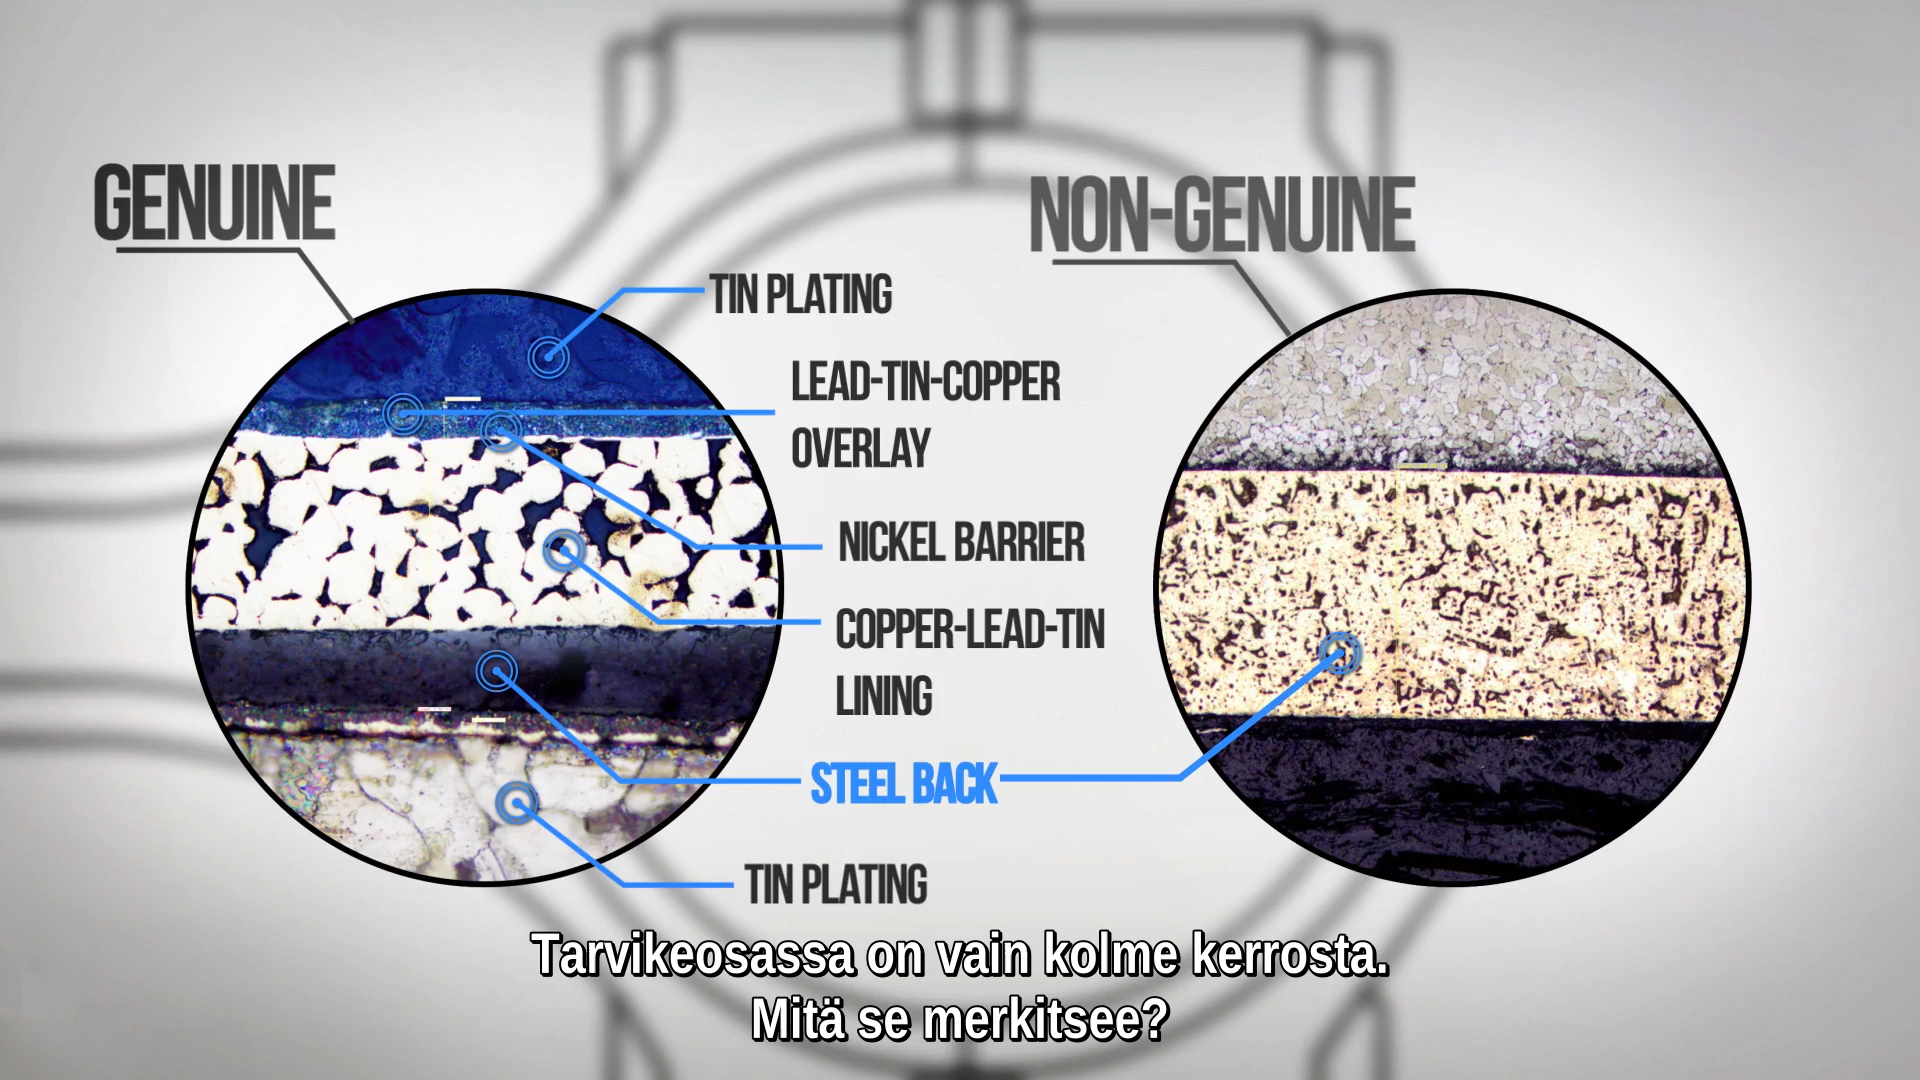 GENUINE
NON-GENUINE
TIN PLATING
LEAD-TIN-COPPER
OVERLAY
NICKEL BARRIER
COPPER-LEAD-TIN
LINING
STEEL BACK
TIN PLATING
Tarvikeosassa on vain kolme kerrosta.
Mitä se merkitsee?